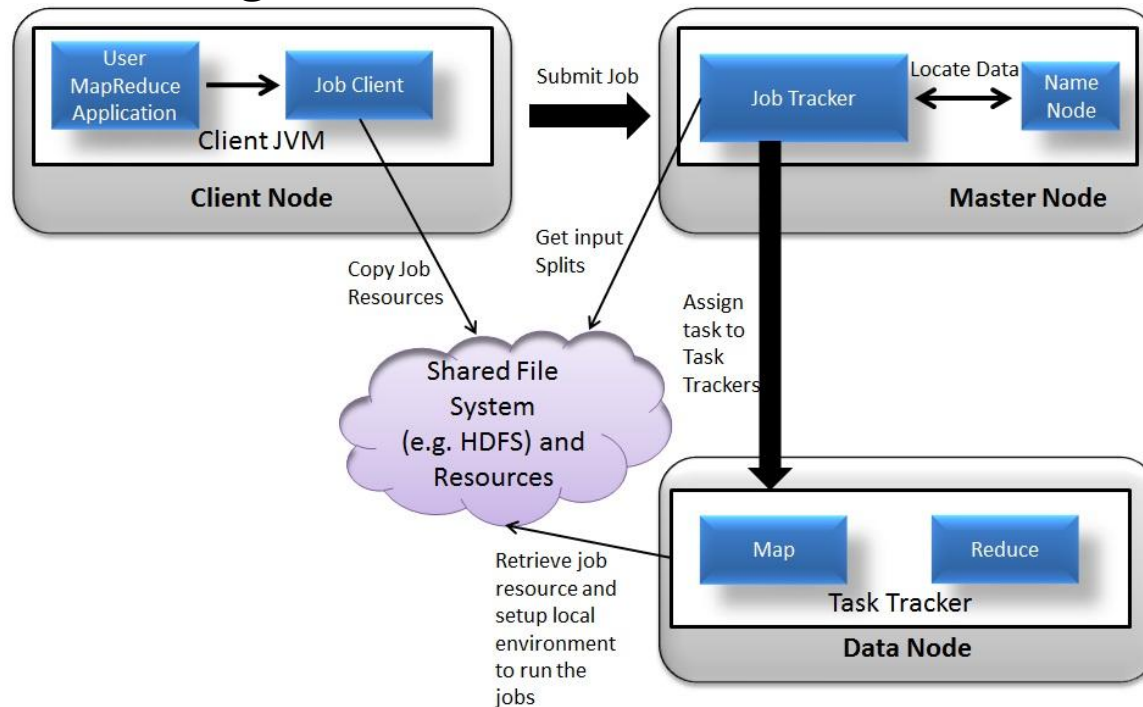 User
MapReduce
Application
Job Client
Client JVM
Client Node
Submit Job
Job Tracker
Locate Data
Name
Node
Master Node
Copy Job
Resources
Get input
Splits
Assign
task to
Task
Trackers
Shared File
System
(e.g. HDFS) and
Resources
Retrieve job
resource and
setup local
environment
to run the
jobs
Map
Reduce
Task Tracker
Data Node